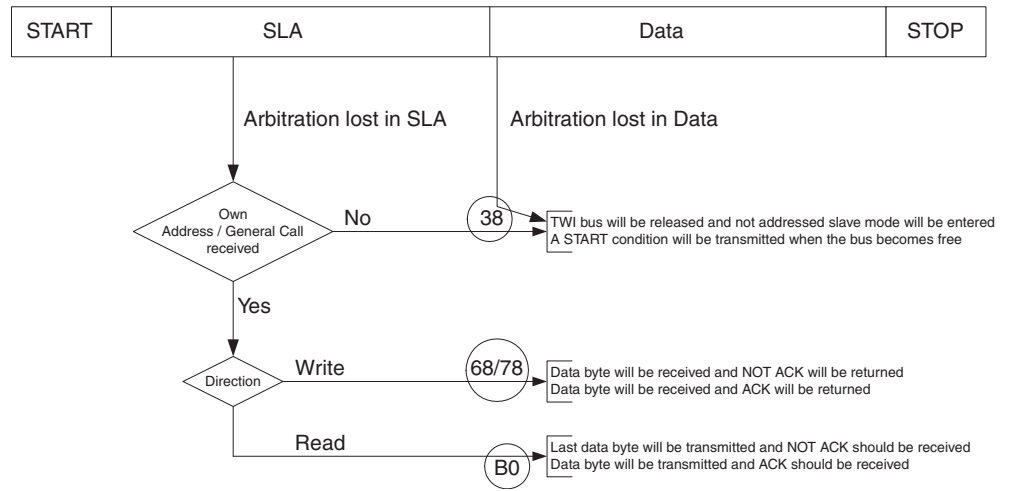 START
SLA
Data
STOP
Arbitration lost in SLA
Arbitration lost in Data
Own
Address / General Call
received
No
38
TWI bus will be released and not addressed slave mode will be entered
A START condition will be transmitted when the bus becomes free
Yes
Direction
Write
68/78
Data byte will be received and NOT ACK will be returned
Data byte will be received and ACK will be returned
Read
B0
Last data byte will be transmitted and NOT ACK should be received
Data byte will be transmitted and ACK should be received